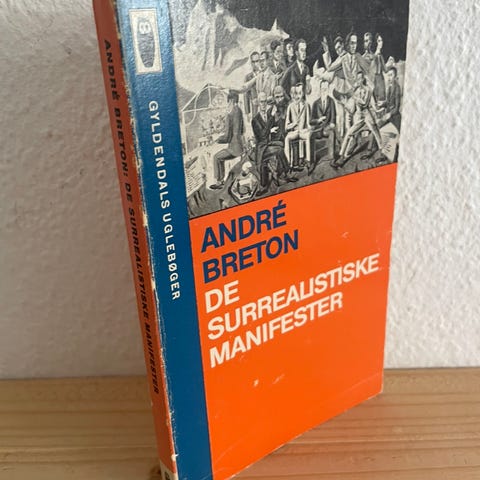 ANDRÉ BRETON: DE SURREALISTISKE MANIFESTER
GYLDENDALS UGLEBØGER
ANDRÉ
BRETON
DE
SURREALISTISKE
MANIFESTER